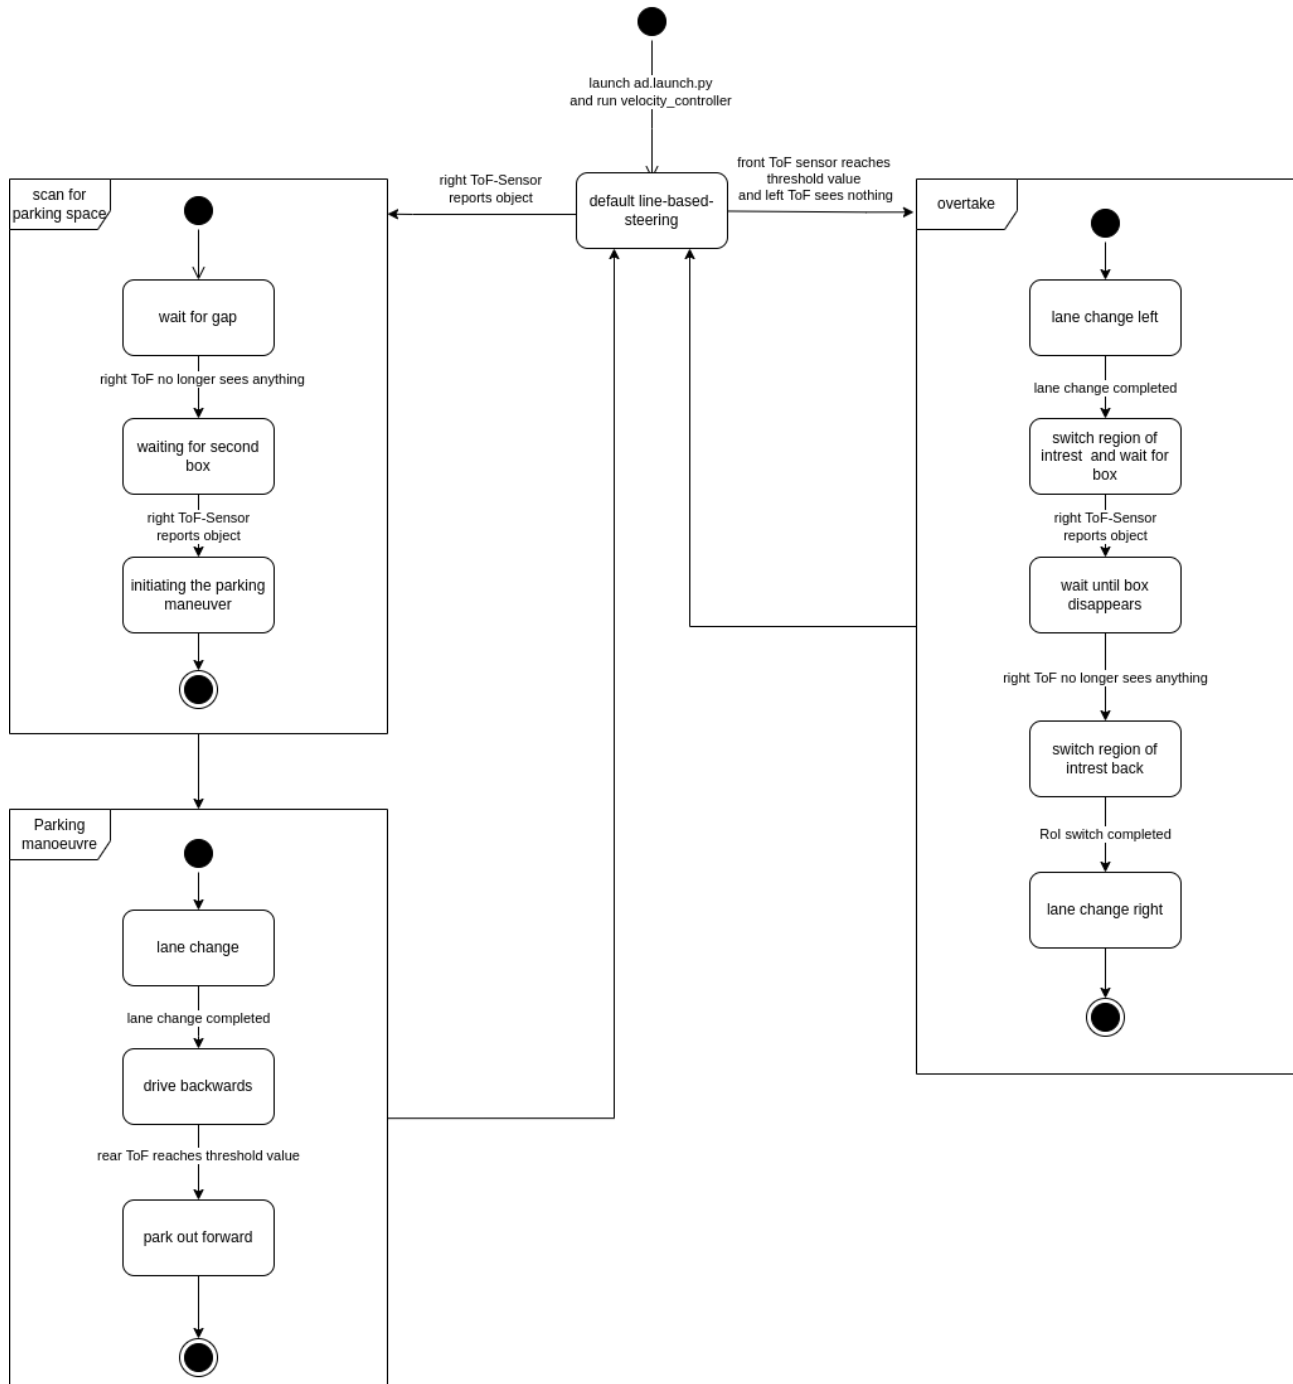 launch ad.launch.py
and run velocity_controller
default line-based-
steering
right ToF-Sensor
reports object
front ToF sensor reaches
threshold value
and left ToF sees nothing
scan for
parking space
wait for gap
right ToF no longer sees anything
waiting for second
box
right ToF-Sensor
reports object
initiating the parking
maneuver
Parking
manoeuvre
lane change
lane change completed
drive backwards
rear ToF reaches threshold value
park out forward
overtake
lane change left
lane change completed
switch region of
intrest and wait for
box
right ToF-Sensor
reports object
wait until box
disappears
right ToF no longer sees anything
switch region of
intrest back
RoI switch completed
lane change right